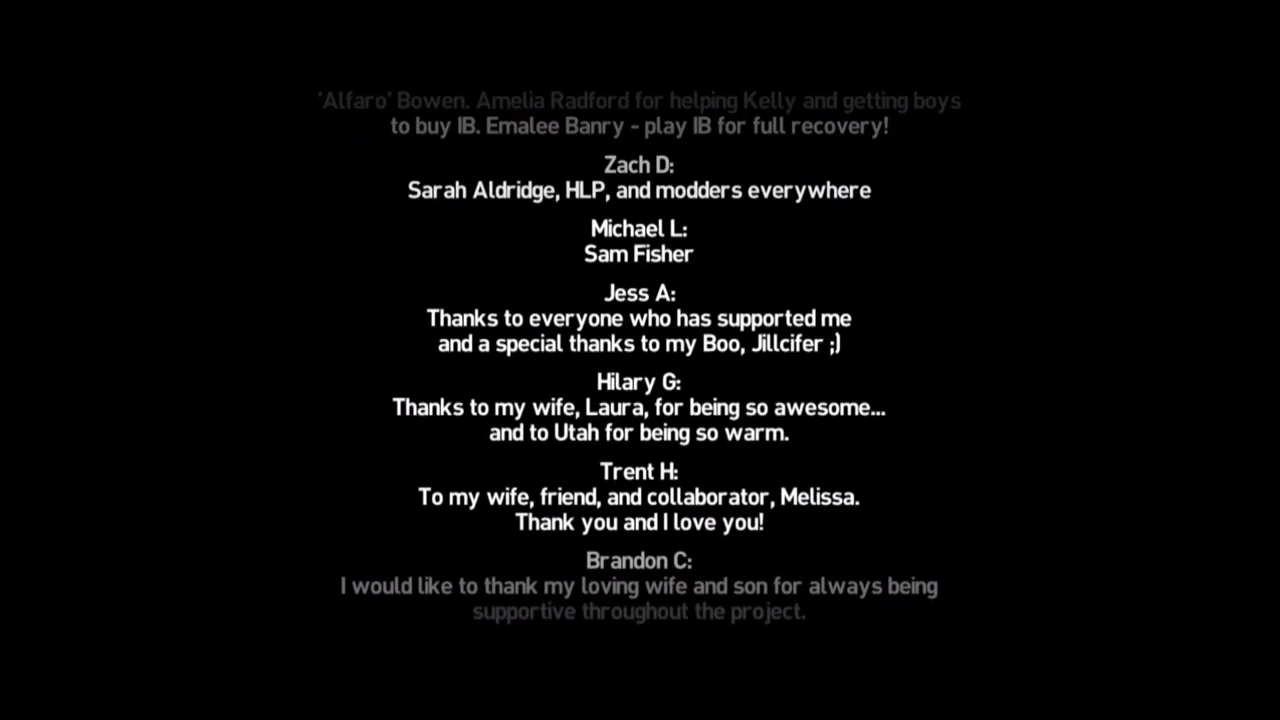 'Alfaro' Bowen. Amelia Radford for helping Kelly and getting boys
to buy IB. Emalee Banry - play IB for full recovery!
Zach D:
Sarah Aldridge, HLP, and modders everywhere
Michael L:
Sam Fisher
Jess A:
Thanks to everyone who has supported me
and a special thanks to my Boo, Jillcifer ;)
Hilary G:
Thanks to my wife, Laura, for being so awesome...
and to Utah for being so warm.
Trent H:
To my wife, friend, and collaborator, Melissa.
Thank you and I love you!
Brandon C:
I would like to thank my loving wife and son for always being
supportive throughout the project.